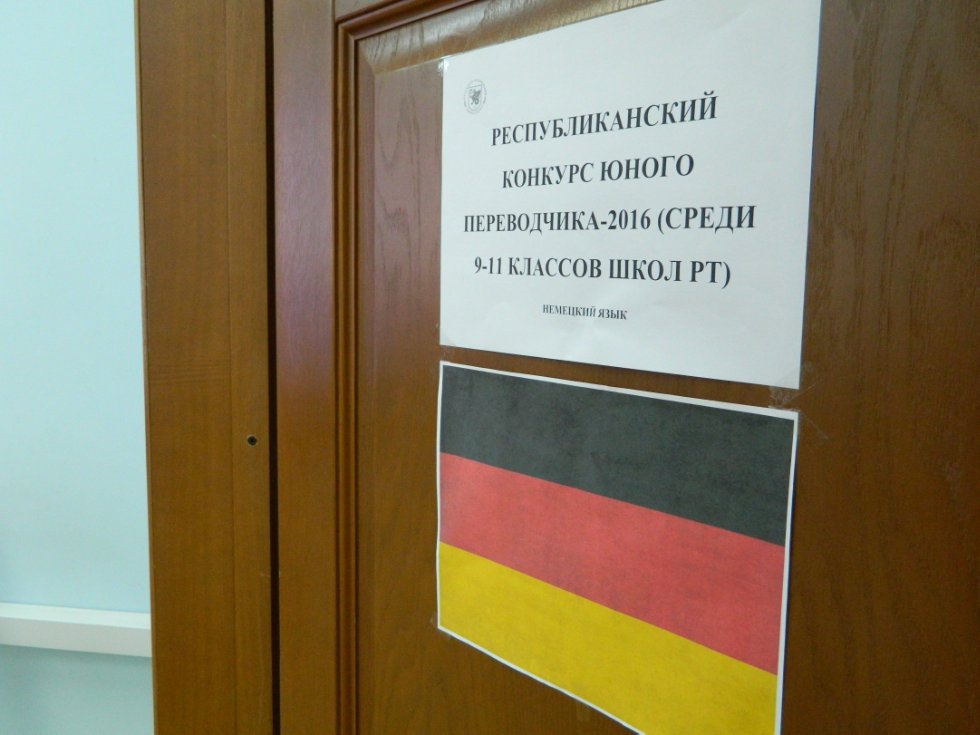 РЕСПУБЛИКАНСКИЙ
КОНКУРС ЮНОГО
ПЕРЕВОДЧИКА-2016 (СРЕДИ
9-11 КЛАССОВ ШКОЛ РТ)
НЕМЕЦКИЙ ЯЗЫК